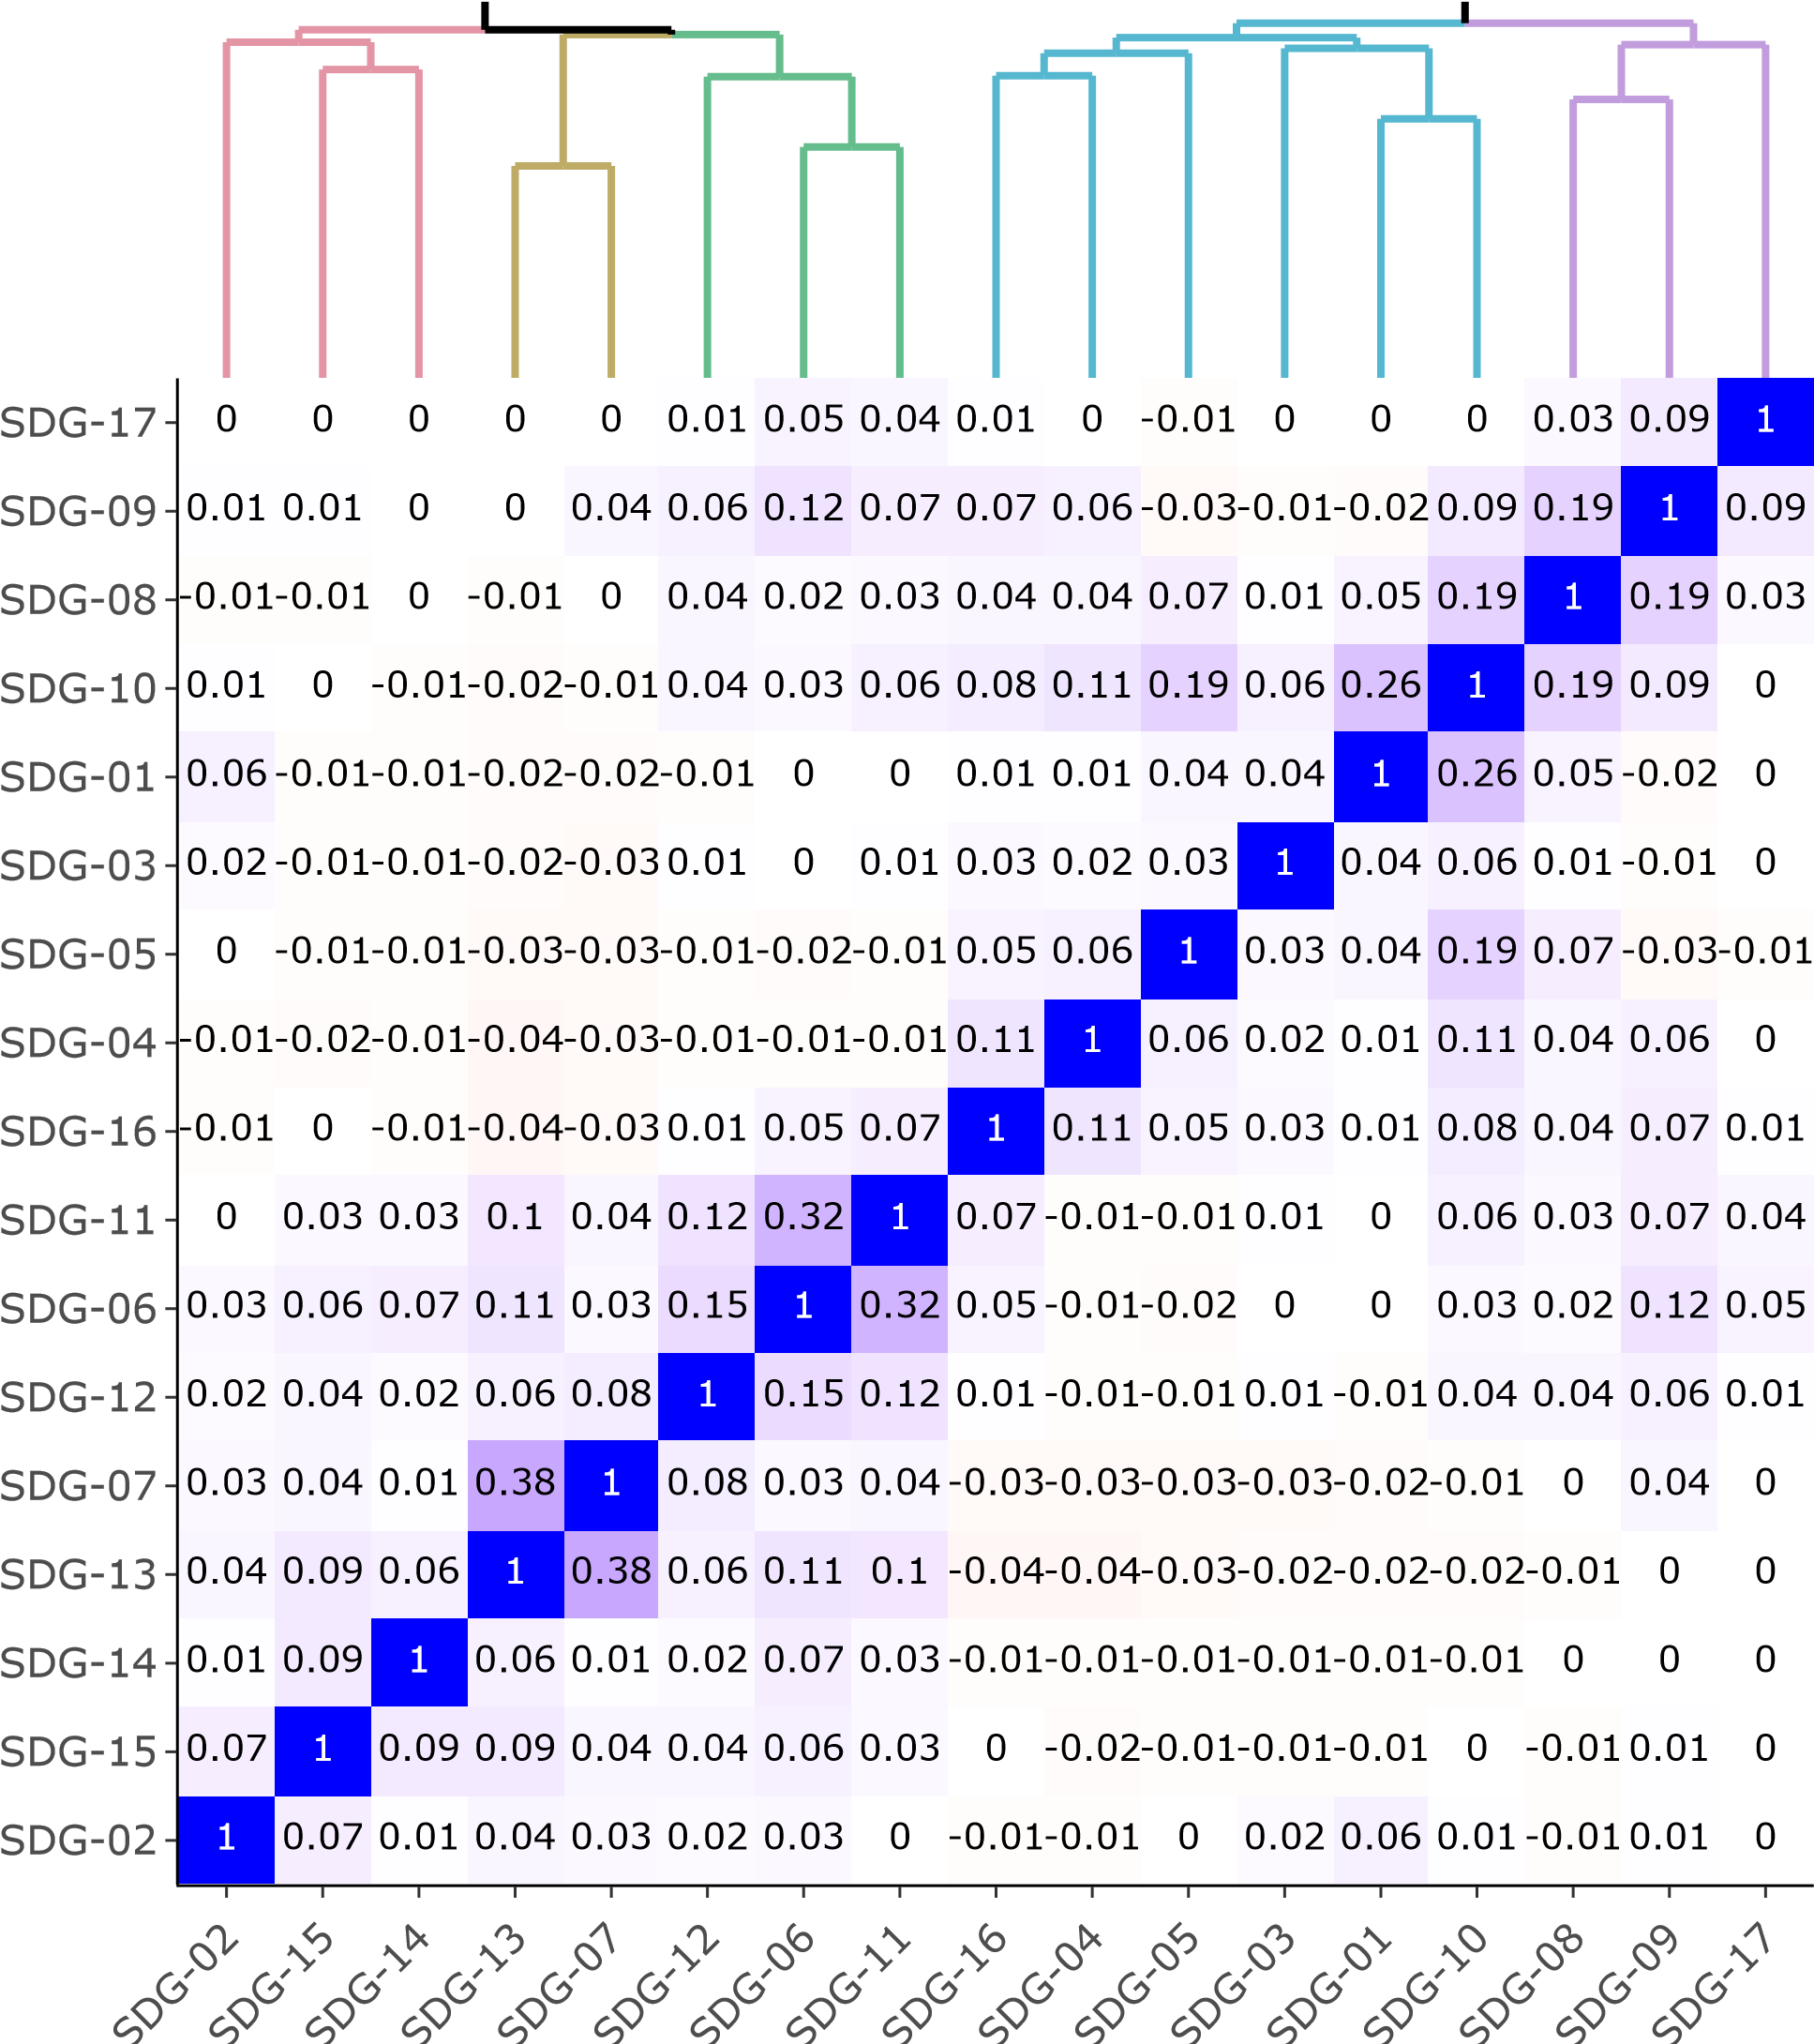 SDG-17 0 0 0 0 0 0.01 0.05 0.04 0.01 0 -0.01 0 0 0 0.03 0.09 1
SDG-09 0.01 0.01 0 0 0.04 0.06 0.12 0.07 0.07 0.06 -0.03 -0.01 -0.02 0.09 0.19 1 0.09
SDG-08 -0.01 -0.01 0 -0.01 0 0.04 0.02 0.03 0.04 0.04 0.07 0.01 0.05 0.19 1 0.19 0.03
SDG-10 0.01 0 -0.01 -0.02 -0.01 0.04 0.03 0.06 0.08 0.11 0.19 0.06 0.26 1 0.19 0.09 0
SDG-01 0.06 -0.01 -0.01 -0.02 -0.02 -0.01 0 0 0.01 0.01 0.04 0.04 1 0.26 0.05 -0.02 0
SDG-03 0.02 -0.01 -0.01 -0.02 -0.03 0.01 0 0.01 0.03 0.02 0.03 1 0.04 0.06 0.01 -0.01 0
SDG-05 0 -0.01 -0.01 -0.03 -0.03 -0.01 -0.02 -0.01 0.05 0.06 1 0.03 0.04 0.19 0.07 -0.03 -0.01
SDG-04 -0.01 -0.02 -0.01 -0.04 -0.03 -0.01 -0.01 -0.01 0.11 1 0.06 0.02 0.01 0.11 0.04 0.06 0
SDG-16 -0.01 0 -0.01 -0.04 -0.03 0.01 0.05 0.07 1 0.11 0.05 0.03 0.01 0.08 0.04 0.07 0.01
SDG-11 0 0.03 0.03 0.1 0.04 0.12 0.32 1 0.07 -0.01 -0.01 0.01 0 0.06 0.03 0.07 0.04
SDG-06 0.03 0.06 0.07 0.11 0.03 0.15 1 0.32 0.05 -0.01 -0.02 0 0 0.03 0.02 0.12 0.05
SDG-12 0.02 0.04 0.02 0.06 0.08 1 0.15 0.12 0.01 -0.01 -0.01 0.01 -0.01 0.04 0.04 0.06 0.01
SDG-07 0.03 0.04 0.01 0.38 1 0.08 0.03 0.04 -0.03 -0.03 -0.03 -0.03 -0.02 -0.01 0 0.04 0
SDG-13 0.04 0.09 0.06 1 0.38 0.06 0.11 0.1 -0.04 -0.04 -0.03 -0.02 -0.02 -0.02 -0.01 0 0
SDG-14 0.01 0.09 1 0.06 0.01 0.02 0.07 0.03 -0.01 -0.01 -0.01 -0.01 -0.01 -0.01 0 0 0
SDG-15 0.07 1 0.09 0.09 0.04 0.04 0.06 0.03 0 -0.02 -0.01 -0.01 -0.01 0 -0.01 0.01 0
SDG-02 1 0.07 0.01 0.04 0.03 0.02 0.03 0 -0.01 -0.01 0 0.02 0.06 0.01 -0.01 0.01 0
SDG-02 SDG-15 SDG-14 SDG-13 SDG-07 SDG-12 SDG-06 SDG-11 SDG-16 SDG-04 SDG-05 SDG-03 SDG-01 SDG-10 SDG-08 SDG-09 SDG-17